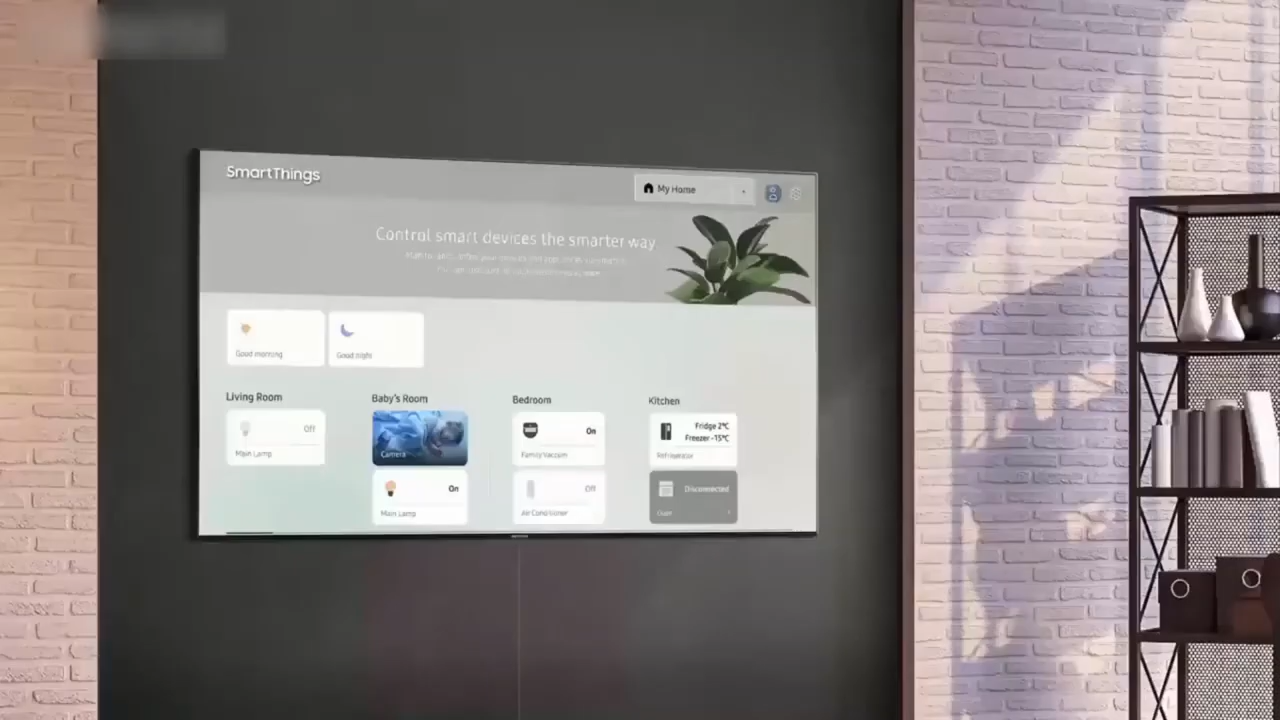 SmartThings
My Home
Control smart devices the smarter way.
Good morning
Good night
Living Room
Baby's Room
Bedroom
Kitchen
Off
Main Lamp
Camera
On
Main Lamp
On
Family Vacuum
Off
Air Conditioner
Fridge 2°C
Freezer -15°C
Refrigerator
Disconnected